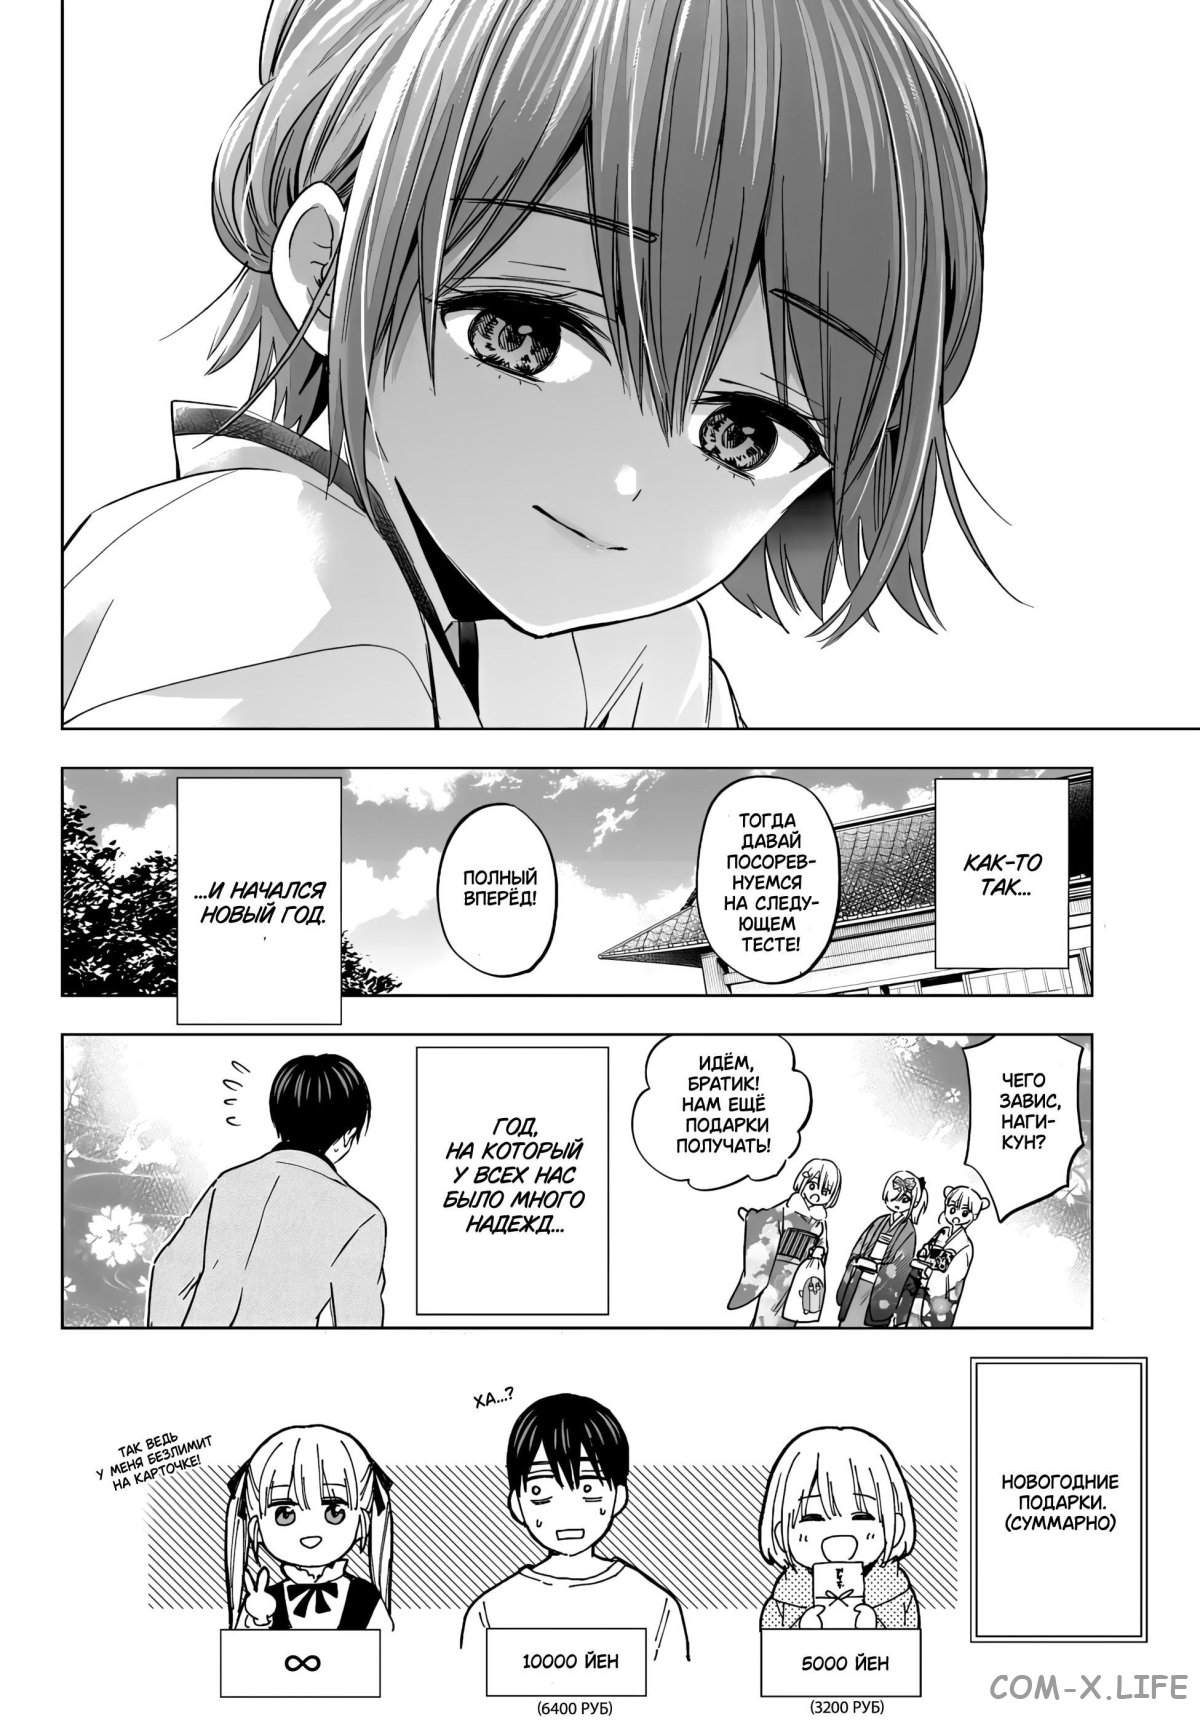 КАК-ТО
ТАК...
ТОГДА
ДАВАЙ
ПОСОРЕВ-
НУЕМСЯ
НА СЛЕДУ-
ЮЩЕМ
ТЕСТЕ!
ПОЛНЫЙ
ВПЕРЁД!
...И НАЧАЛСЯ
НОВЫЙ ГОД.
ЧЕГО
ЗАВИС,
НАГИ-
КУН?
ИДЁМ,
БРАТИК!
НАМ ЕЩЁ
ПОДАРКИ
ПОЛУЧАТЬ!
ГОД,
НА КОТОРЫЙ
У ВСЕХ НАС
БЫЛО МНОГО
НАДЕЖД...
НОВОГОДНИЕ
ПОДАРКИ.
(СУММАРНО)
5000 ЙЕН
(3200 РУБ)
ХА...?
10000 ЙЕН
(6400 РУБ)
ТАК ВЕДЬ
У МЕНЯ БЕЗЛИМИТ
НА КАРТОЧКЕ!
∞
COM-X.LIFE